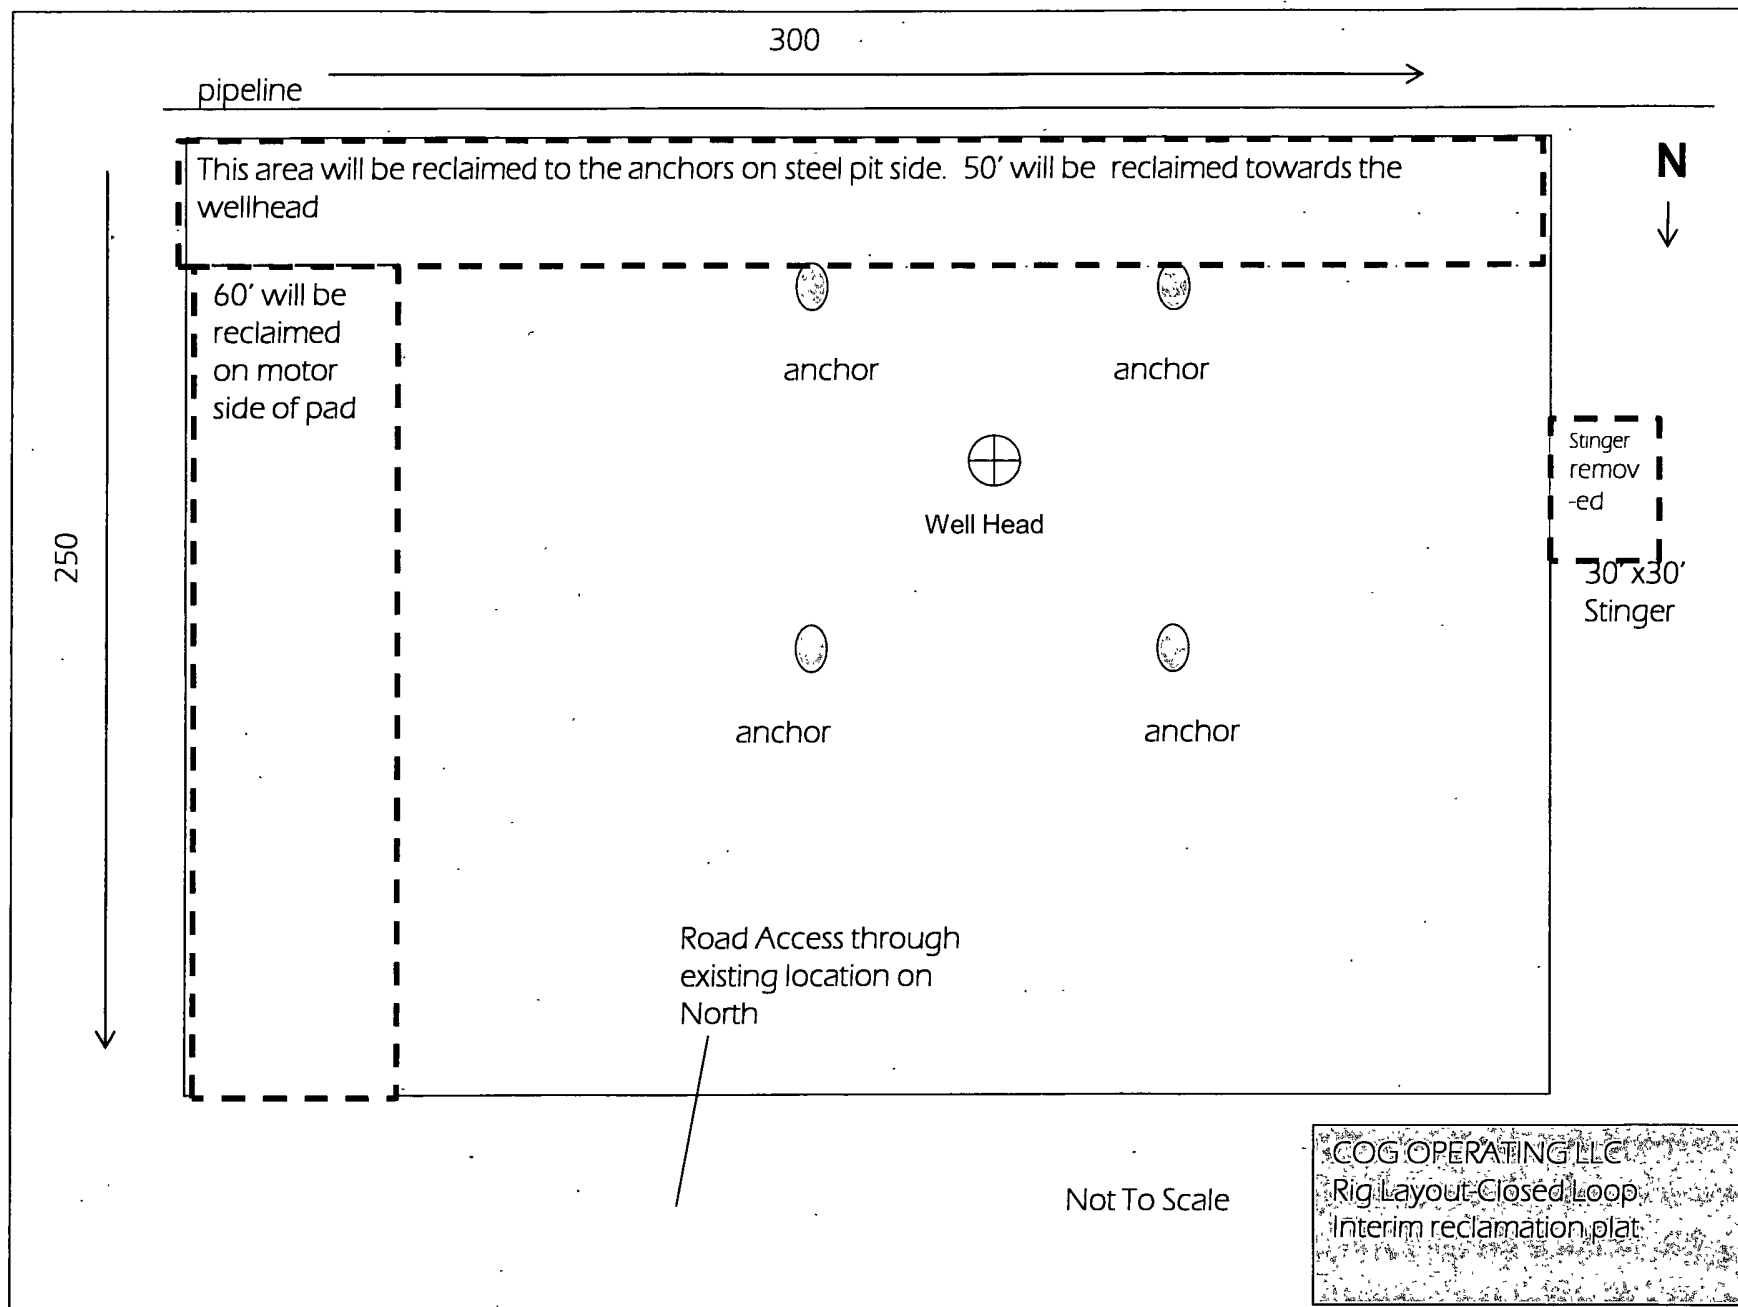 300
pipeline
This area will be reclaimed to the anchors on steel pit side. 50' will be reclaimed towards the
wellhead
N
60' will be
reclaimed
on motor
side of pad
anchor
anchor
Stinger
remov
-ed
Well Head
250
30' x30'
Stinger
anchor
anchor
Road Access through
existing location on
North
Not To Scale
COG OPERATING LLC
Rig Layout-Closed Loop
Interim reclamation plat